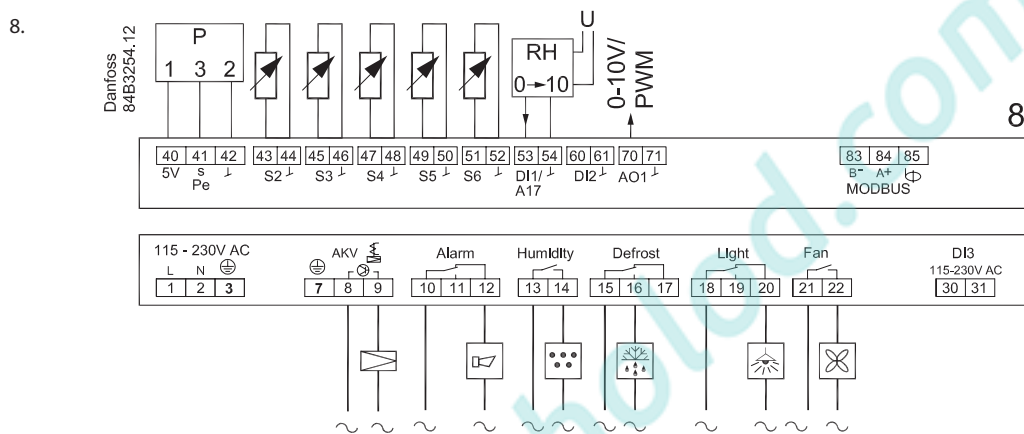 8.
Danfoss
84B3254.12
P
1 3 2
RH
0→10
U
0-10V/
PWM
8
40 41 42 43 44 45 46 47 48 49 50 51 52 53 54 60 61 70 71 83 84 85
5V s ⊥ S2 ⊥ S3 ⊥ S4 ⊥ S5 ⊥ S6 ⊥ DI1/ ⊥ DI2 ⊥ AO1 ⊥ B- A+
Pe A17 MODBUS
115 - 230V AC AKV Alarm Humidity Defrost Light Fan DI3
L N 115-230V AC
1 2 3 7 8 9 10 11 12 13 14 15 16 17 18 19 20 21 22 30 31
holod.com